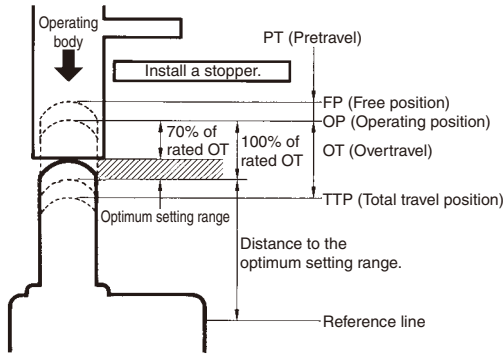 Operating
body
PT (Pretravel)
Install a stopper.
FP (Free position)
OP (Operating position)
70% of
rated OT
100% of
rated OT
OT (Overtravel)
TTP (Total travel position)
Optimum setting range
Distance to the
optimum setting range.
Reference line